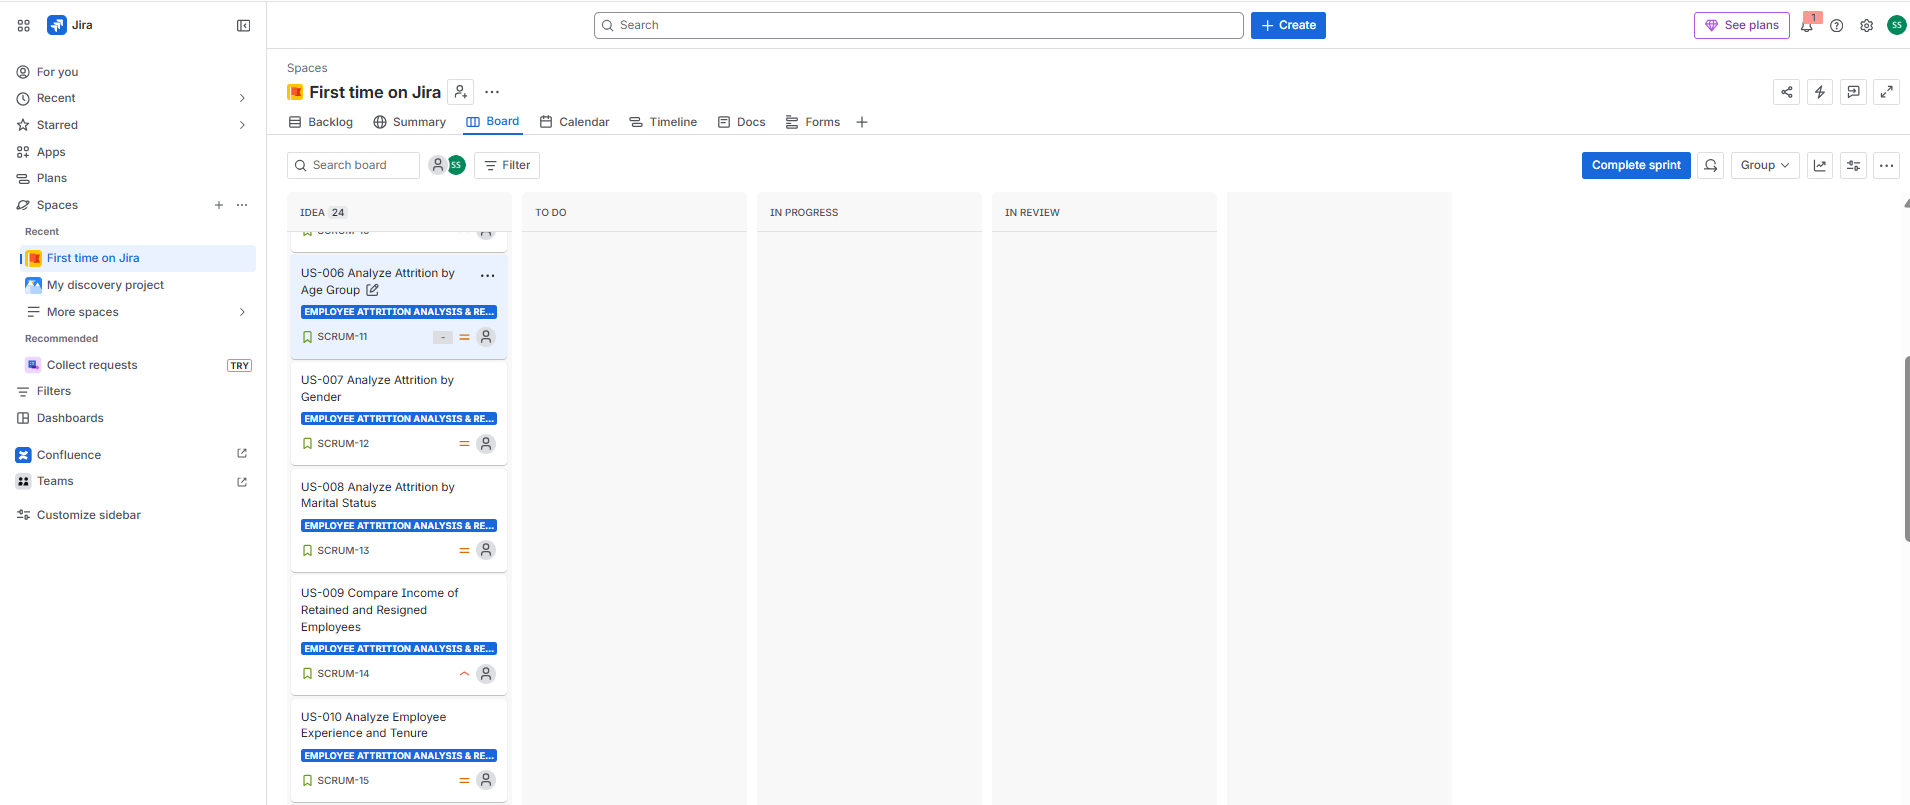 Jira
Search
Create
See plans
1
SS
For you
Recent
Starred
Apps
Plans
Spaces
Recent
First time on Jira
My discovery project
More spaces
Recommended
Collect requests
TRY
Filters
Dashboards
Confluence
Teams
Customize sidebar
Spaces
First time on Jira
Backlog
Summary
Board
Calendar
Timeline
Docs
Forms
Search board
SS
Filter
Complete sprint
Group
IDEA 24
TO DO
IN PROGRESS
IN REVIEW
US-006 Analyze Attrition by
Age Group
EMPLOYEE ATTRITION ANALYSIS & RE...
SCRUM-11
-
US-007 Analyze Attrition by
Gender
EMPLOYEE ATTRITION ANALYSIS & RE...
SCRUM-12
US-008 Analyze Attrition by
Marital Status
EMPLOYEE ATTRITION ANALYSIS & RE...
SCRUM-13
US-009 Compare Income of
Retained and Resigned
Employees
EMPLOYEE ATTRITION ANALYSIS & RE...
SCRUM-14
US-010 Analyze Employee
Experience and Tenure
EMPLOYEE ATTRITION ANALYSIS & RE...
SCRUM-15